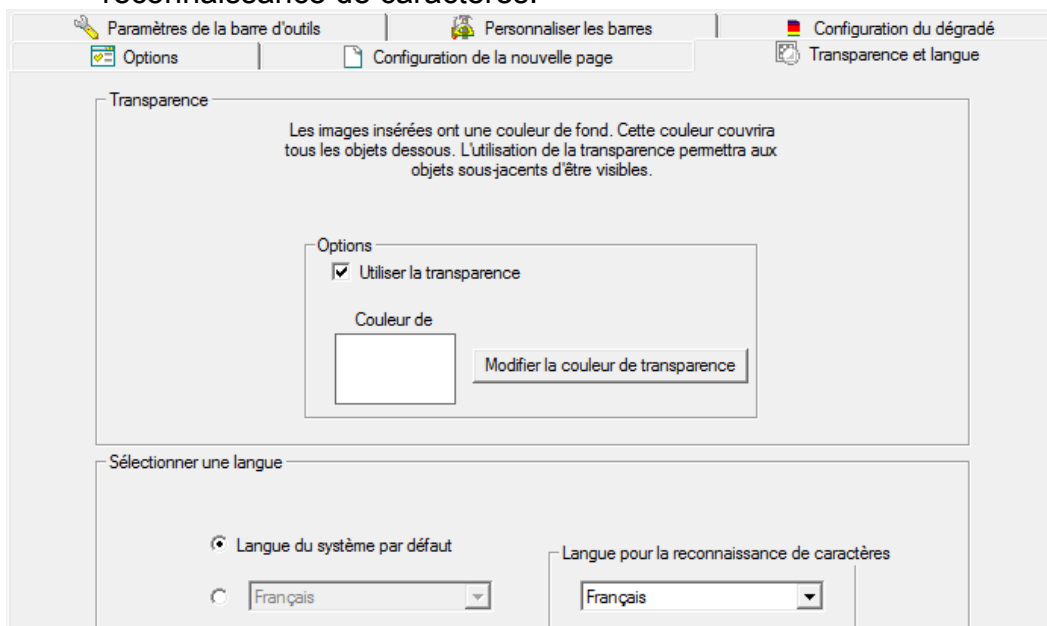 reconnaissance de caractères.
Paramètres de la barre d'outils
Personnaliser les barres
Configuration du dégradé
Options
Configuration de la nouvelle page
Transparence et langue
Transparence
Les images insérées ont une couleur de fond. Cette couleur couvrira
tous les objets dessous. L'utilisation de la transparence permettra aux
objets sous-jacents d'être visibles.
Options
Utiliser la transparence
Couleur de
Modifier la couleur de transparence
Sélectionner une langue
Langue du système par défaut
Langue pour la reconnaissance de caractères
Français
Français